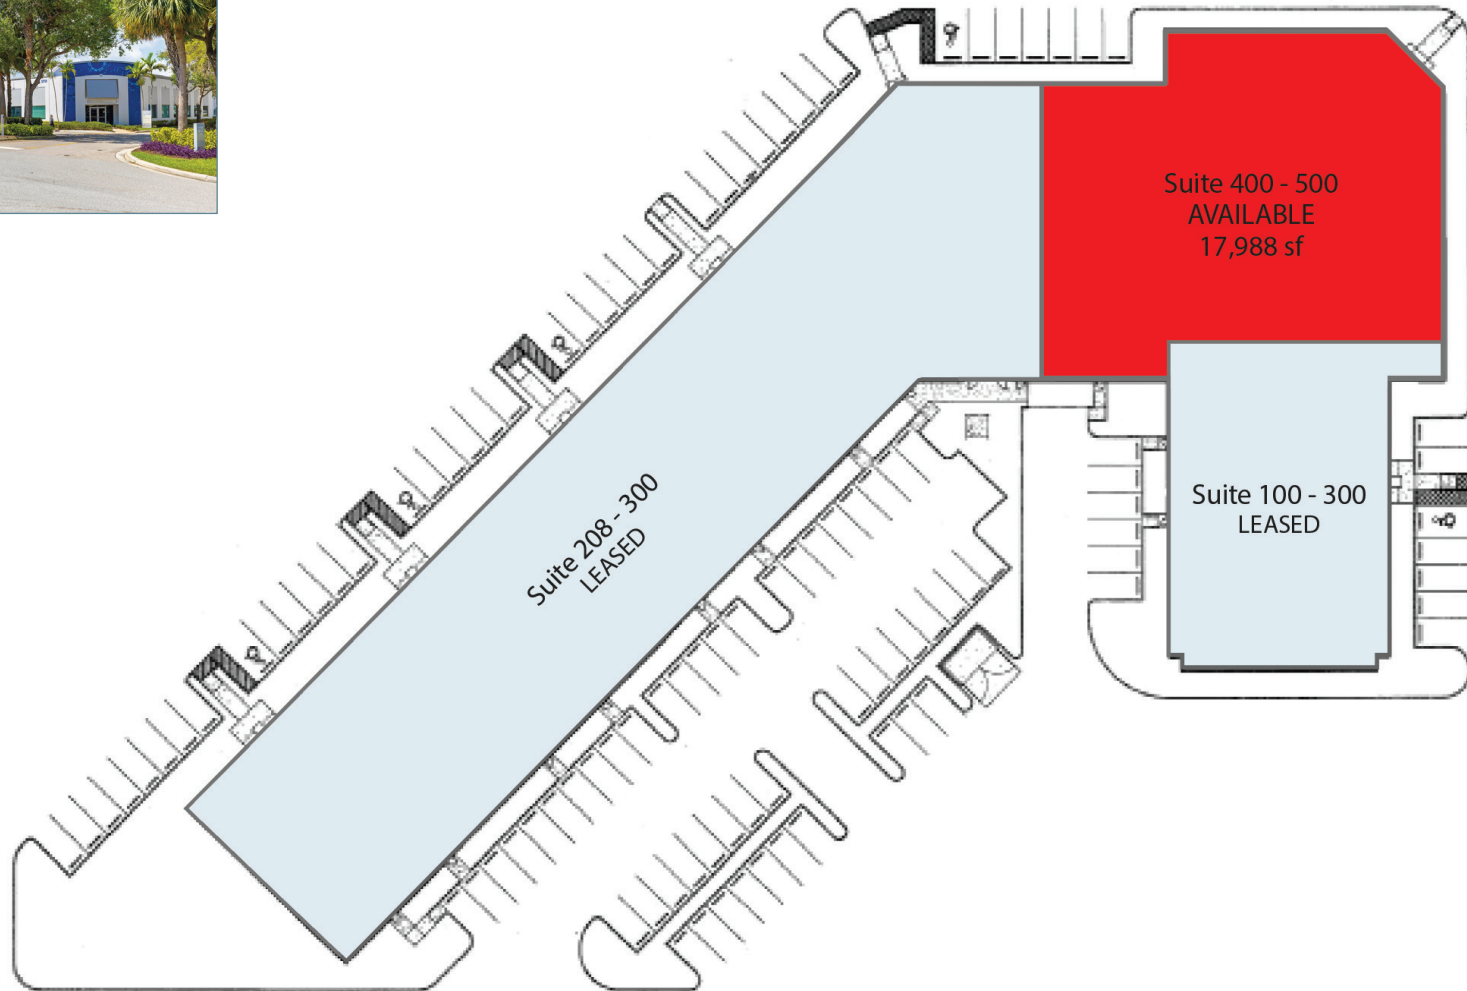 Suite 400 - 500
AVAILABLE
17,988 sf
Suite 208 - 300
LEASED
Suite 100 - 300
LEASED